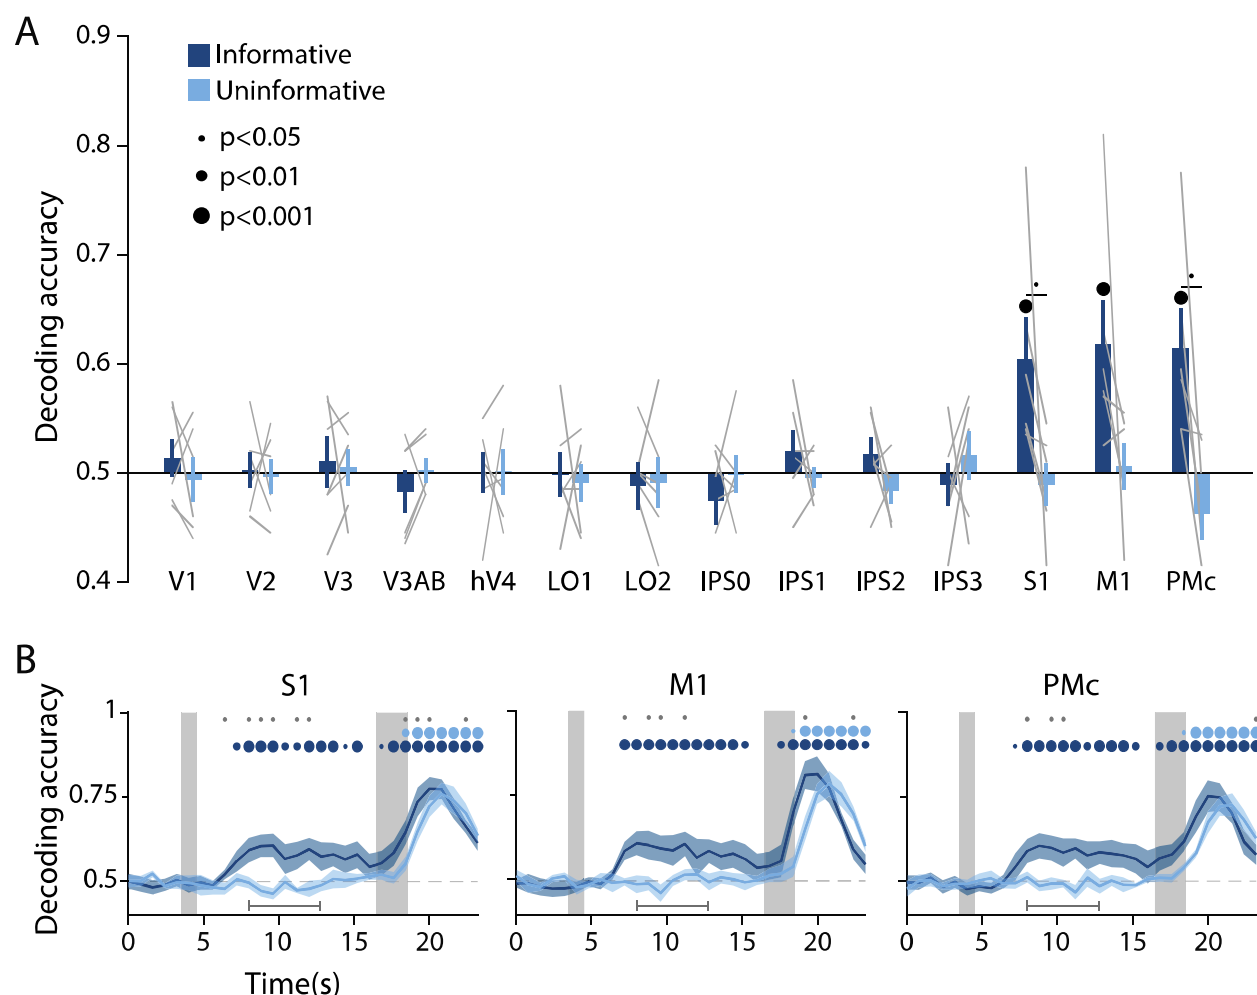 A
0.9
0.8
0.7
0.6
0.5
0.4
Decoding accuracy
Informative
Uninformative
p<0.05
p<0.01
p<0.001
V1 V2 V3 V3AB hV4 LO1 LO2 IPS0 IPS1 IPS2 IPS3 S1 M1 PMc
B
S1 M1 PMc
Decoding accuracy
1
0.75
0.5
0 5 10 15 20 0 5 10 15 20 0 5 10 15 20
Time(s)